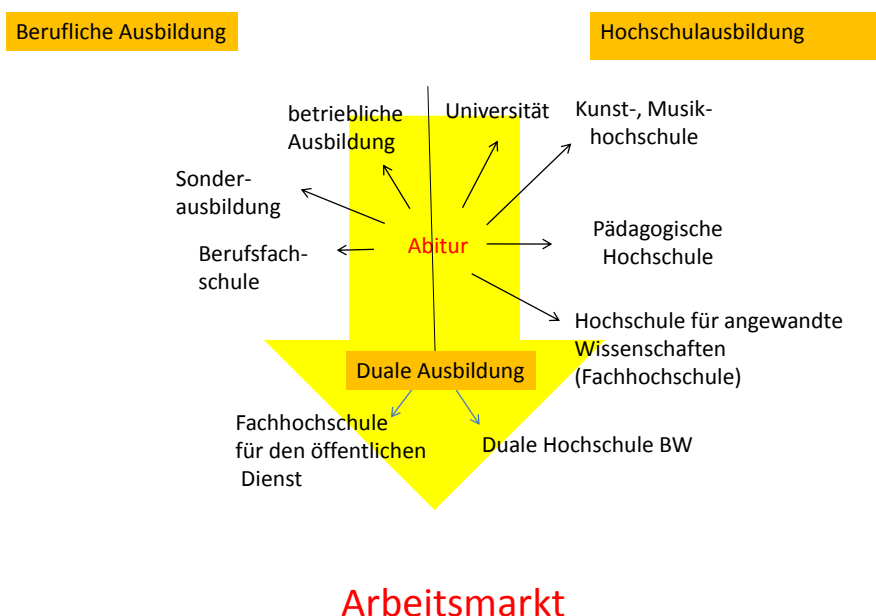 Berufliche Ausbildung
Hochschulausbildung
betriebliche
Ausbildung
Universität
Kunst-, Musik-
hochschule
Sonder-
ausbildung
Berufsfach-
schule
Abitur
Pädagogische
Hochschule
Hochschule für angewandte
Wissenschaften
(Fachhochschule)
Duale Ausbildung
Fachhochschule
für den öffentlichen
Dienst
Duale Hochschule BW
Arbeitsmarkt